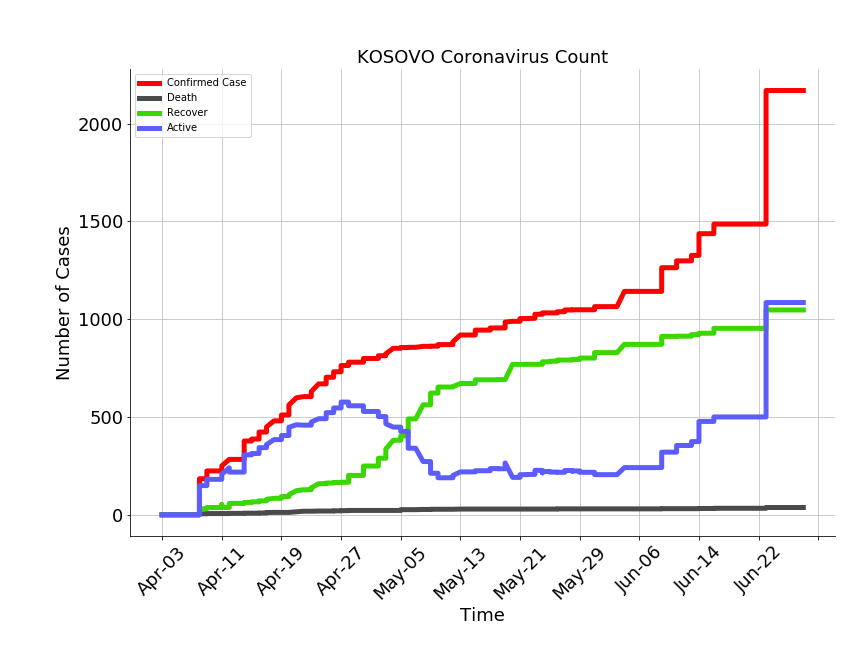 KOSOVO Coronavirus Count
Confirmed Case
Death
Recover
Active
Number of Cases
2000
1500
1000
500
0
Apr-03
Apr-11
Apr-19
Apr-27
May-05
May-13
May-21
May-29
Jun-06
Jun-14
Jun-22
Time